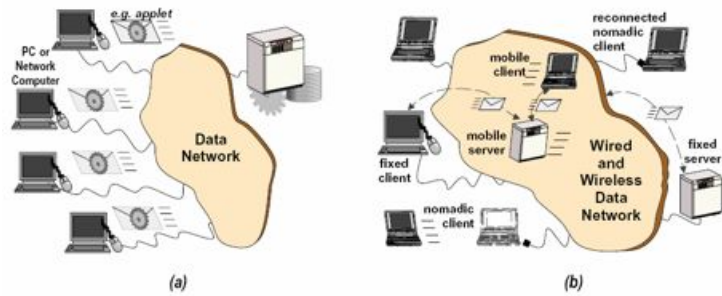 e.g. applet
PC or
Network
Computer
Data
Network
(a)
reconnected
nomadic
client
mobile
client
mobile
server
fixed
client
Wired
and
Wireless
Data
Network
fixed
server
nomadic
client
(b)